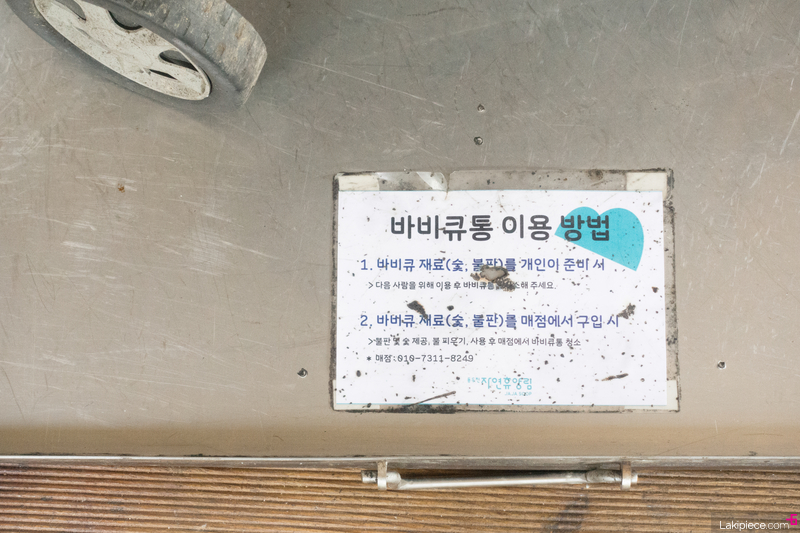 바비큐통 이용 방법
1. 바비큐 재료(숯, 불판)를 개인이 준비 시
> 다음 사람을 위해 이용 후 바비큐통 청소해 주세요.
2. 바비큐 재료(숯, 불판)를 매점에서 구입 시
> 불판 및 숯 제공, 불 피우기, 사용 후 매점에서 바비큐통 청소
* 매점 : 010-7311-8249
자연휴양림
Lakipiece.com
5